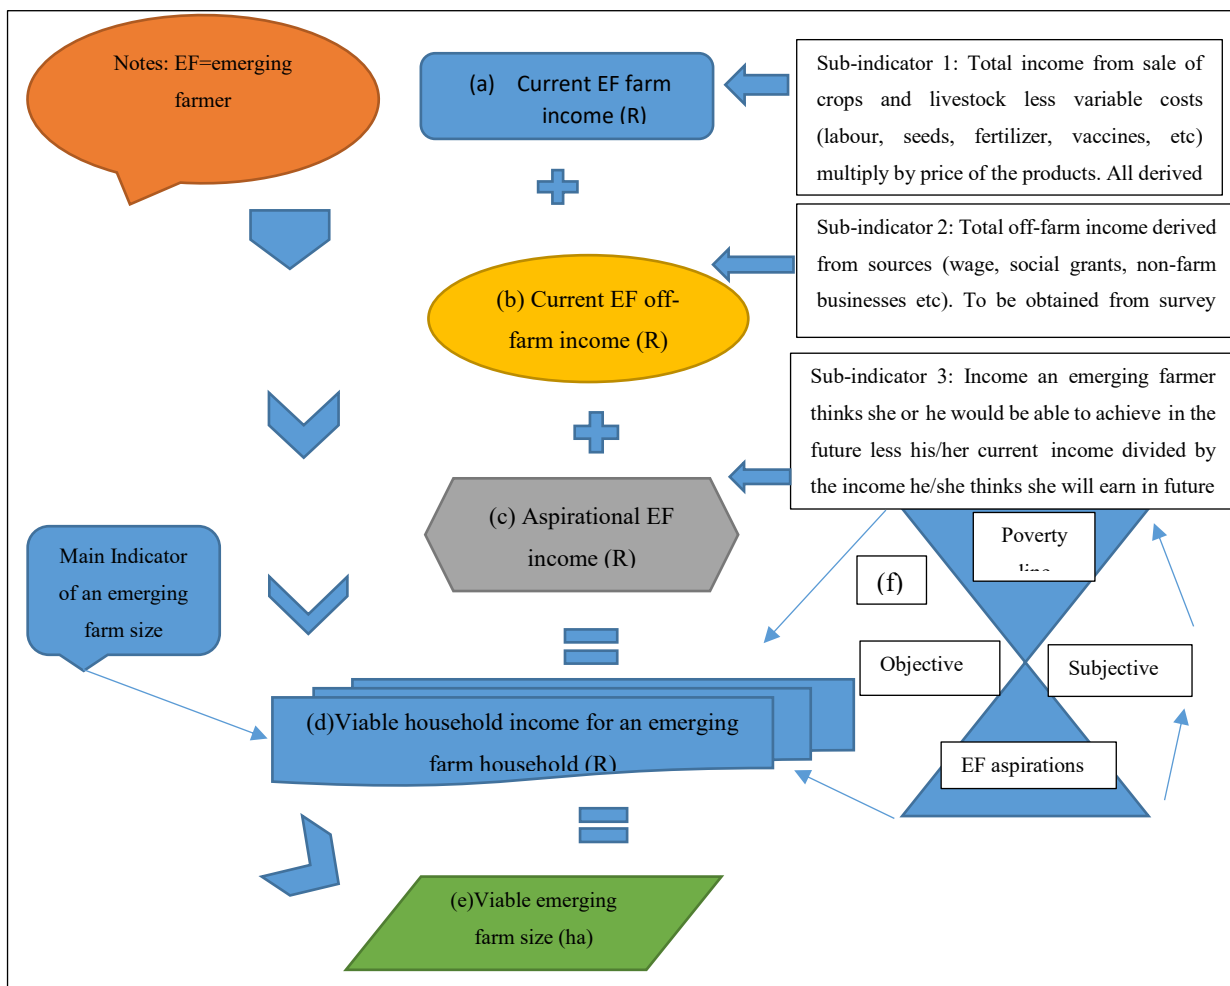 Notes: EF=emerging
farmer
(a) Current EF farm
income (R)
Sub-indicator 1: Total income from sale of
crops and livestock less variable costs
(labour, seeds, fertilizer, vaccines, etc)
multiply by price of the products. All derived
Sub-indicator 2: Total off-farm income derived
from sources (wage, social grants, non-farm
businesses etc). To be obtained from survey
(b) Current EF off-
farm income (R)
Sub-indicator 3: Income an emerging farmer
thinks she or he would be able to achieve in the
future less his/her current income divided by
the income he/she thinks she will earn in future
(c) Aspirational EF
income (R)
Main Indicator
of an emerging
farm size
Poverty
line
(f)
Objective
Subjective
EF aspirations
(d)Viable household income for an emerging
farm household (R)
(e)Viable emerging
farm size (ha)